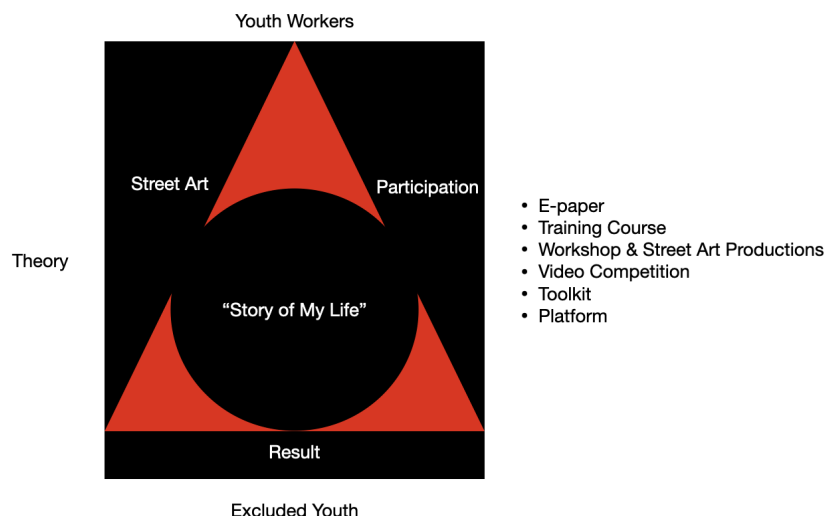 Youth Workers
Street Art
Participation
Theory
“Story of My Life”
Result
Excluded Youth
• E-paper
• Training Course
• Workshop & Street Art Productions
• Video Competition
• Toolkit
• Platform